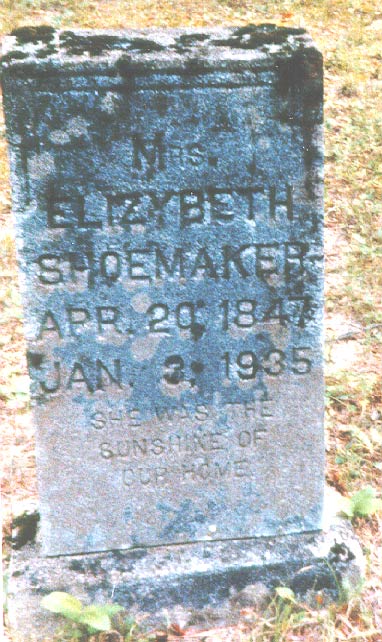 Mrs.
ELIZYBETH
SHOEMAKER
APR. 20, 1847
JAN. 3, 1935
SHE WAS THE
SUNSHINE OF
OUR HOME